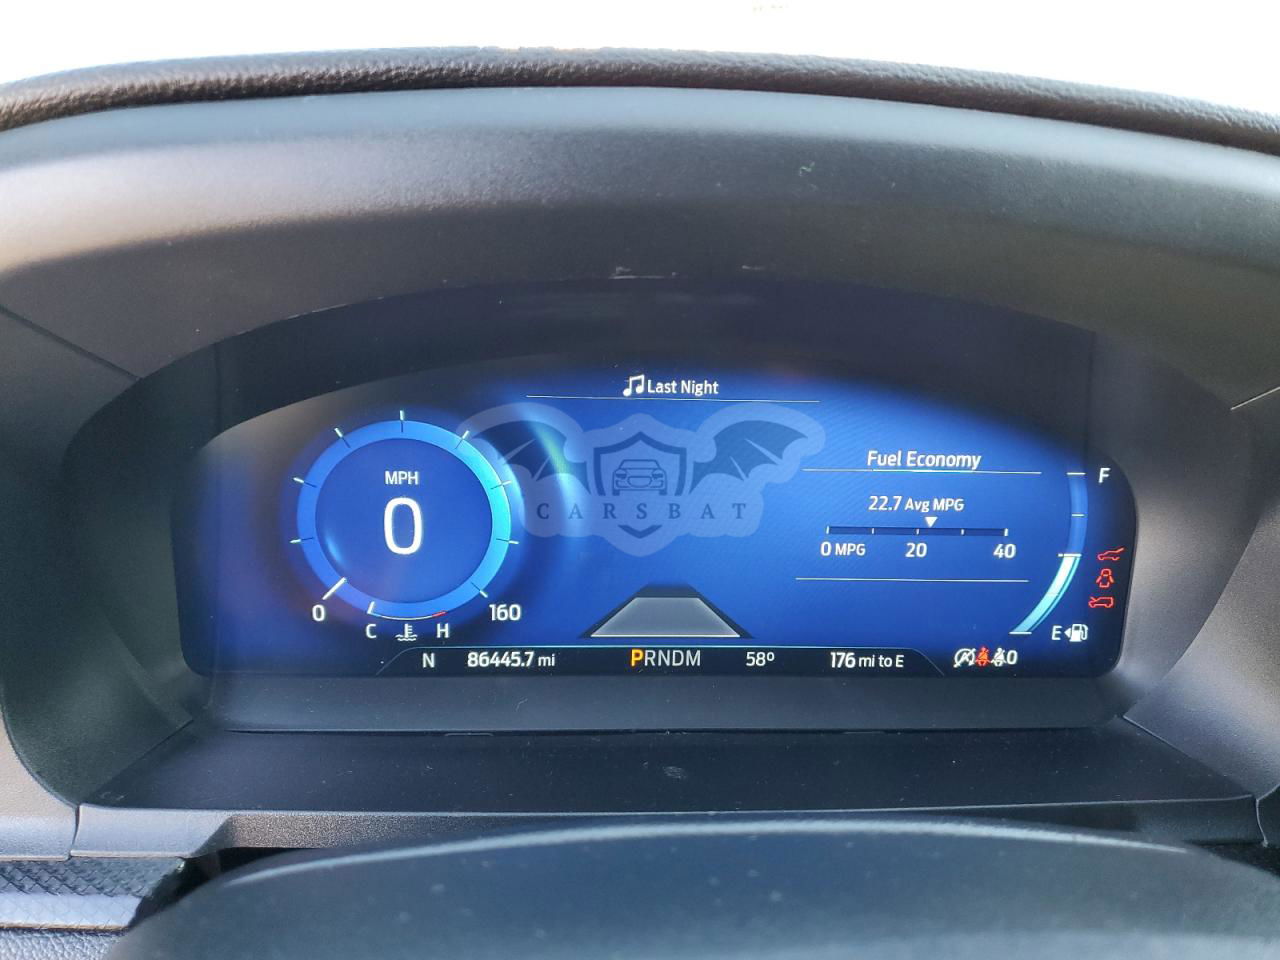 Last Night
MPH
0
0
160
C H
CARSBAT
Fuel Economy
22.7 Avg MPG
0 MPG 20 40
F
E
N 86445.7 mi PRNDM 58º 176 mi to E 0